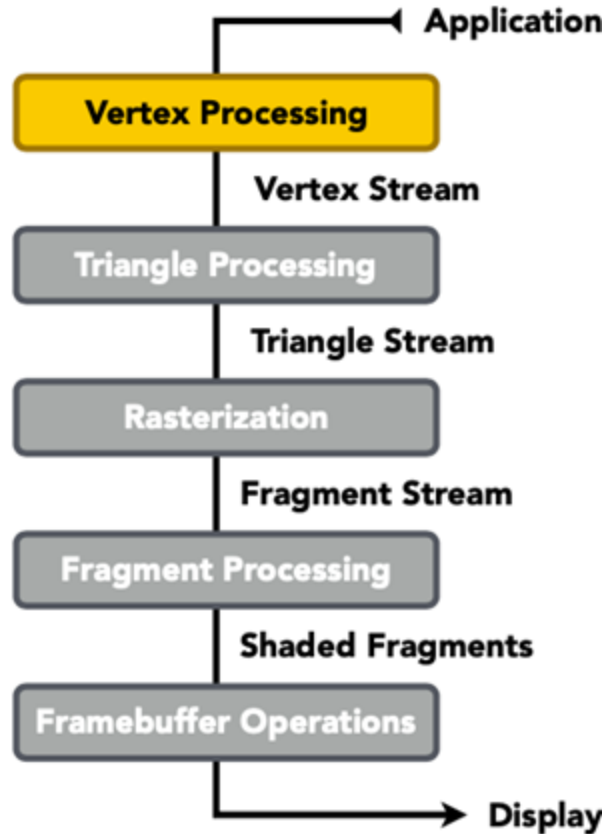 Application
Vertex Processing
Vertex Stream
Triangle Processing
Triangle Stream
Rasterization
Fragment Stream
Fragment Processing
Shaded Fragments
Framebuffer Operations
Display